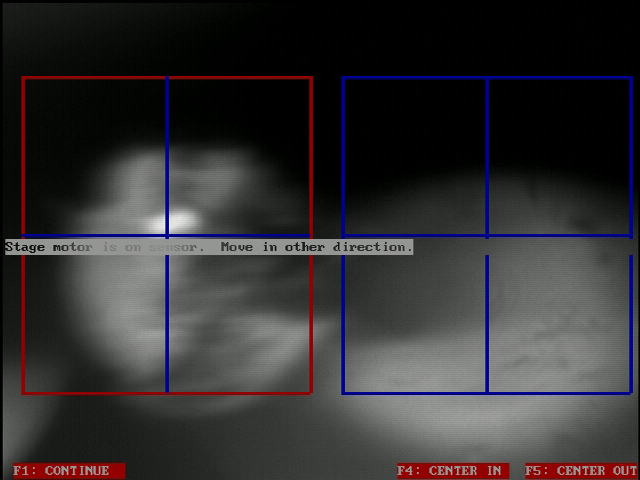 Stage motor is on sensor.  Move in other direction.
F1: CONTINUE
F4: CENTER IN
F5: CENTER OUT